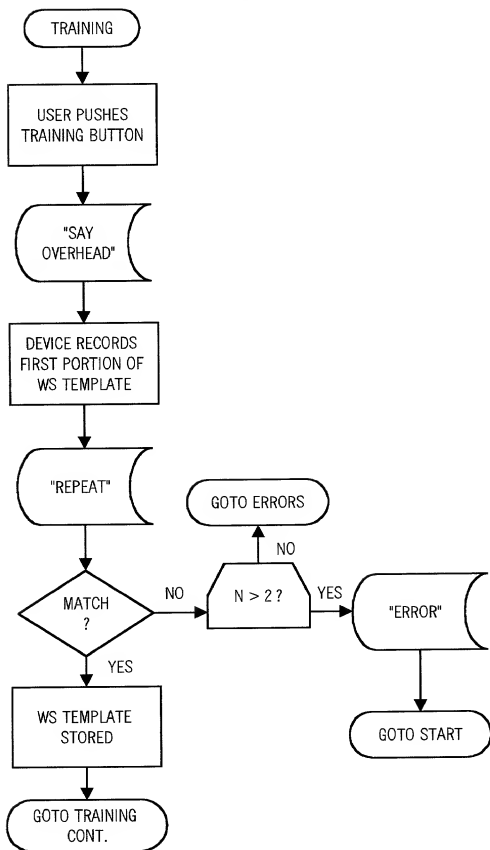 TRAINING
USER PUSHES
TRAINING BUTTON
"SAY
OVERHEAD"
DEVICE RECORDS
FIRST PORTION OF
WS TEMPLATE
"REPEAT"
GOTO ERRORS
NO
MATCH
?
NO
N > 2 ?
YES
"ERROR"
YES
WS TEMPLATE
STORED
GOTO START
GOTO TRAINING
CONT.